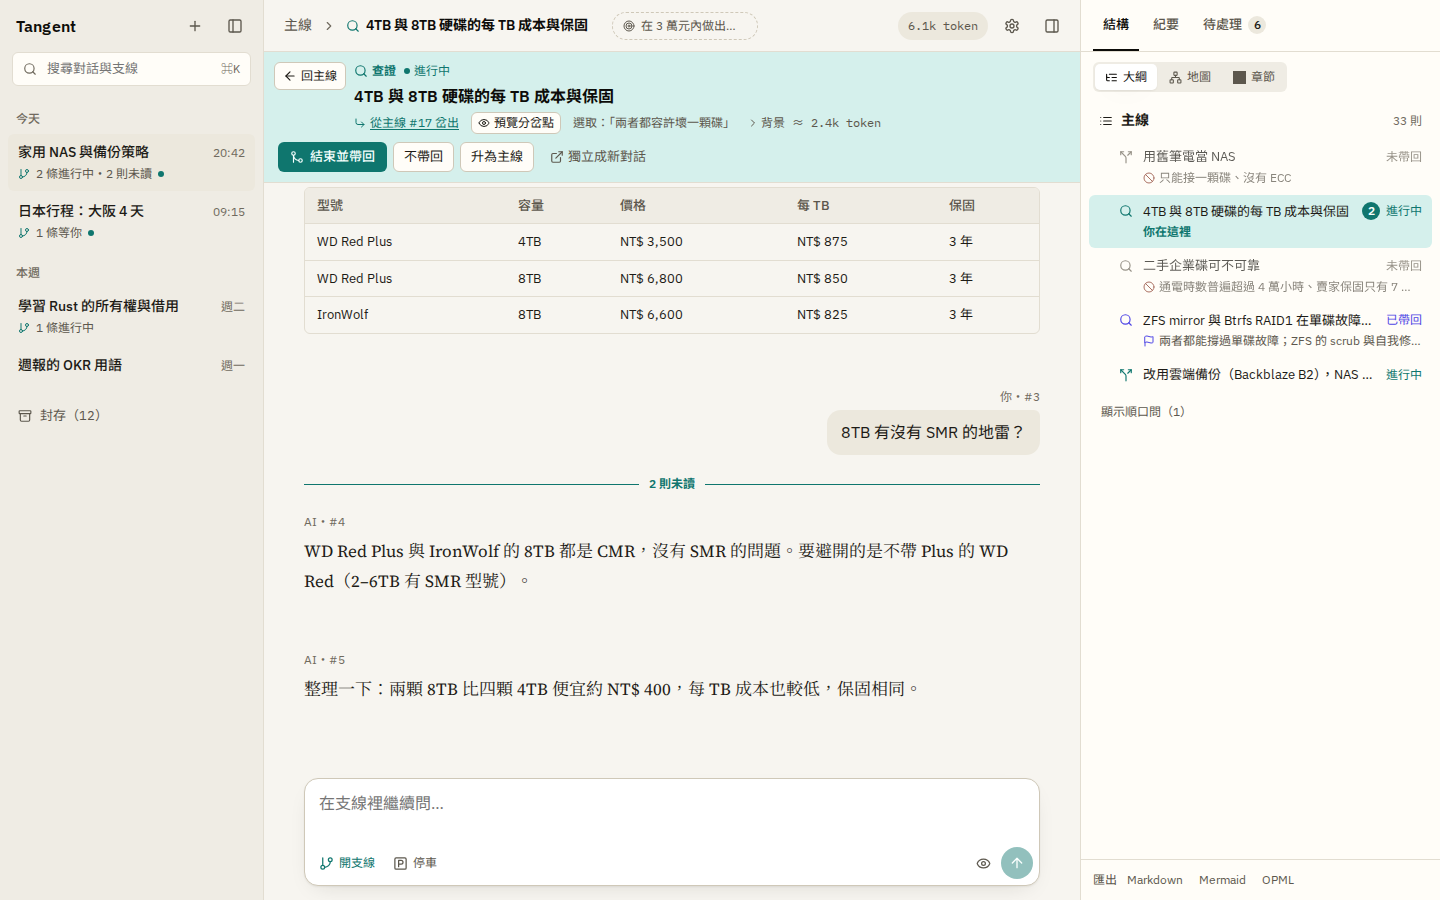 Tangent
搜尋對話與支線 ⌘K
今天
家用 NAS 與備份策略 20:42
2 條進行中・2 則未讀
日本行程：大阪 4 天 09:15
1 條等你
本週
學習 Rust 的所有權與借用 週二
1 條進行中
週報的 OKR 用語 週一
封存（12）
主線 > 4TB 與 8TB 硬碟的每 TB 成本與保固
在 3 萬元內做出…
6.1k token
回主線
查證 進行中
4TB 與 8TB 硬碟的每 TB 成本與保固
從主線 #17 岔出
預覽分岔點
選取：「兩者都容許壞一顆碟」
背景 ≈ 2.4k token
結束並帶回
不帶回
升為主線
獨立成新對話
型號 容量 價格 每 TB 保固
WD Red Plus 4TB NT$ 3,500 NT$ 875 3 年
WD Red Plus 8TB NT$ 6,800 NT$ 850 3 年
IronWolf 8TB NT$ 6,600 NT$ 825 3 年
你・#3
8TB 有沒有 SMR 的地雷？
2 則未讀
AI・#4
WD Red Plus 與 IronWolf 的 8TB 都是 CMR，沒有 SMR 的問題。要避開的是不帶 Plus 的 WD
Red（2–6TB 有 SMR 型號）。
AI・#5
整理一下：兩顆 8TB 比四顆 4TB 便宜約 NT$ 400，每 TB 成本也較低，保固相同。
在支線裡繼續問…
開支線
停車
結構
紀要
待處理 6
大綱
地圖
章節
主線 33 則
用舊筆電當 NAS 未帶回
只能接一顆碟、沒有 ECC
4TB 與 8TB 硬碟的每 TB 成本與保固 2 進行中
你在這裡
二手企業碟可不可靠 未帶回
通電時數普遍超過 4 萬小時、賣家保固只有 7 …
ZFS mirror 與 Btrfs RAID1 在單碟故障… 已帶回
兩者都能撐過單碟故障；ZFS 的 scrub 與自我修…
改用雲端備份（Backblaze B2），NAS … 進行中
顯示順口問（1）
匯出 Markdown Mermaid OPML